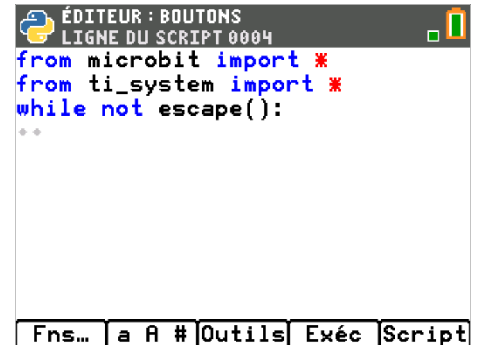 ÉDITEUR : BOUTONS
LIGNE DU SCRIPT 0004
from microbit import *
from ti_system import *
while not escape():
Fns… a A # Outils Exéc Script